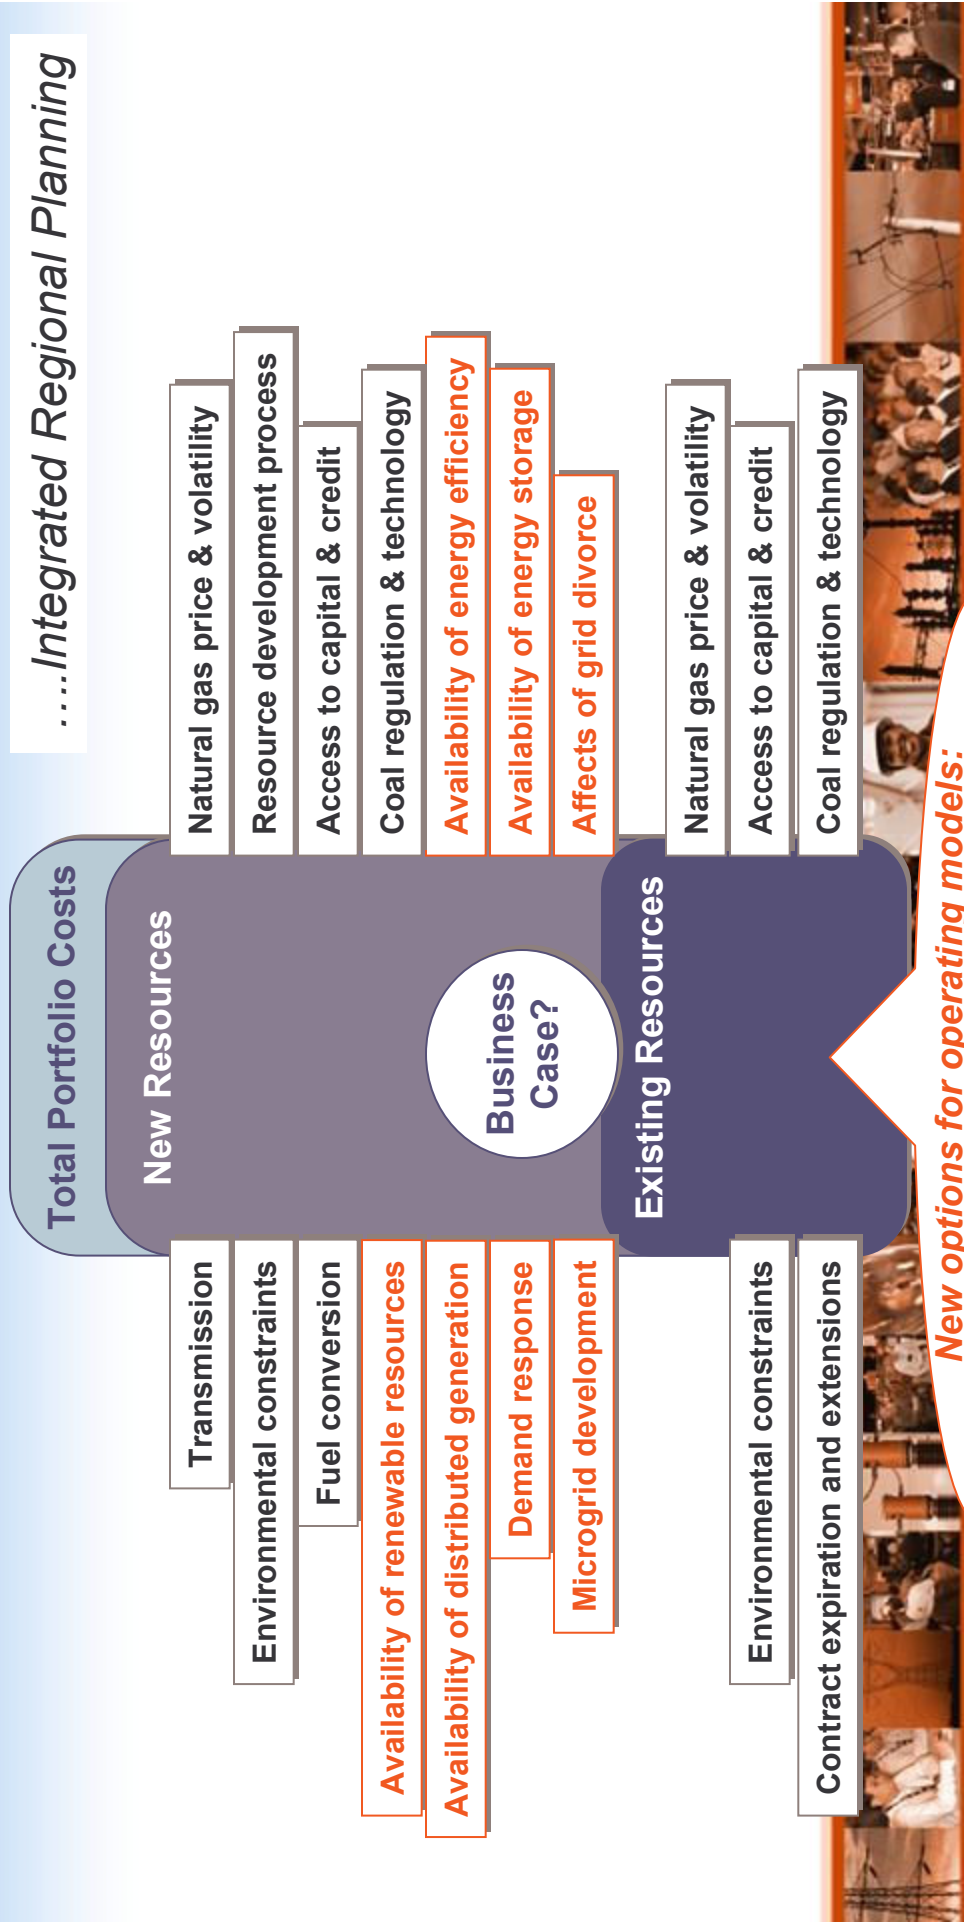 ….Integrated Regional Planning
Total Portfolio Costs
New Resources
Transmission
Environmental constraints
Fuel conversion
Availability of renewable resources
Availability of distributed generation
Demand response
Microgrid development
Natural gas price & volatility
Resource development process
Access to capital & credit
Coal regulation & technology
Availability of energy efficiency
Availability of energy storage
Affects of grid divorce
Business
Case?
Existing Resources
Environmental constraints
Contract expiration and extensions
Natural gas price & volatility
Access to capital & credit
Coal regulation & technology
New options for operating models: